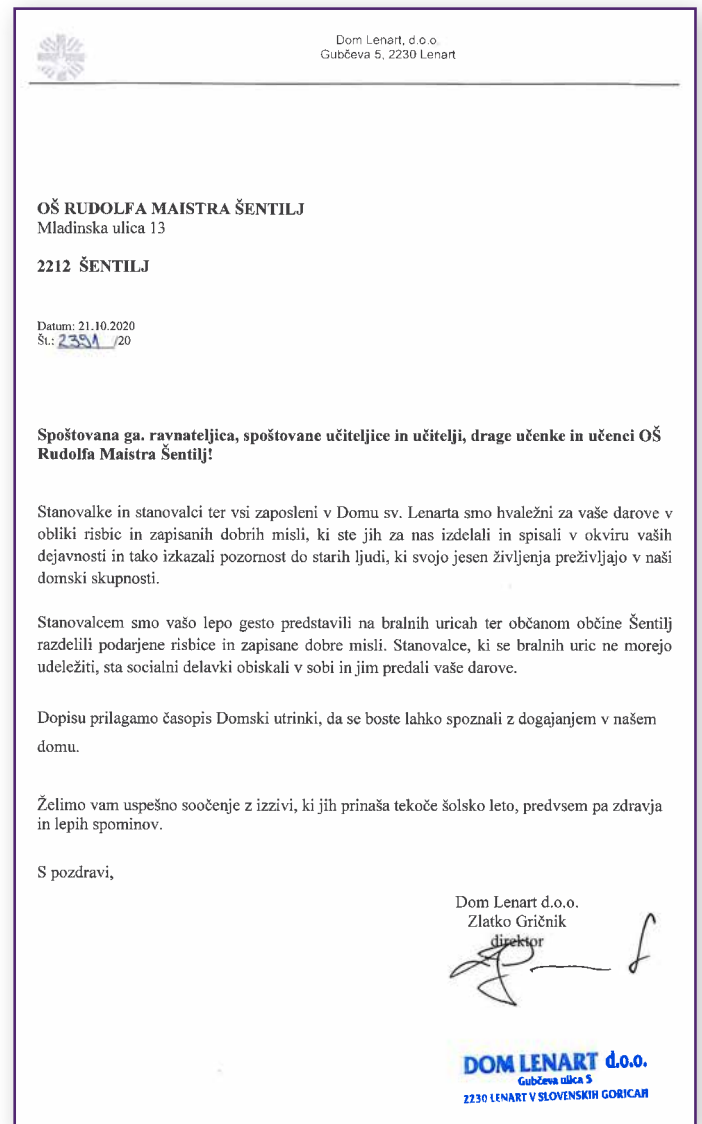 Dom Lenart, d.o.o.
Gubčeva 5, 2230 Lenart
OŠ RUDOLFA MAISTRA ŠENTILJ
Mladinska ulica 13
2212 ŠENTILJ
Datum: 21.10.2020
Št.: 2391/20
Spoštovana ga. ravnateljica, spoštovane učiteljice in učitelji, drage učenke in učenci OŠ
Rudolfa Maistra Šentilj!
Stanovalke in stanovalci ter vsi zaposleni v Domu sv. Lenarta smo hvaležni za vaše darove v
obliki risbic in zapisanih dobrih misli, ki ste jih za nas izdelali in spisali v okviru vaših
dejavnosti in tako izkazali pozornost do starih ljudi, ki svojo jesen življenja preživljajo v naši
domski skupnosti.
Stanovalcem smo vašo lepo gesto predstavili na bralnih uricah ter občanom občine Šentilj
razdelili podarjene risbice in zapisane dobre misli. Stanovalce, ki se bralnih uric ne morejo
udeležiti, sta socialni delavki obiskali v sobi in jim predali vaše darove.
Dopisu prilagamo časopis Domski utrinki, da se boste lahko spoznali z dogajanjem v našem
domu.
Želimo vam uspešno soočenje z izzivi, ki jih prinaša tekoče šolsko leto, predvsem pa zdravja
in lepih spominov.
S pozdravi,
Dom Lenart d.o.o.
Zlatko Gričnik
direktor
DOM LENART d.o.o.
Gubčeva ulica 5
2230 LENART V SLOVENSKIH GORICAH